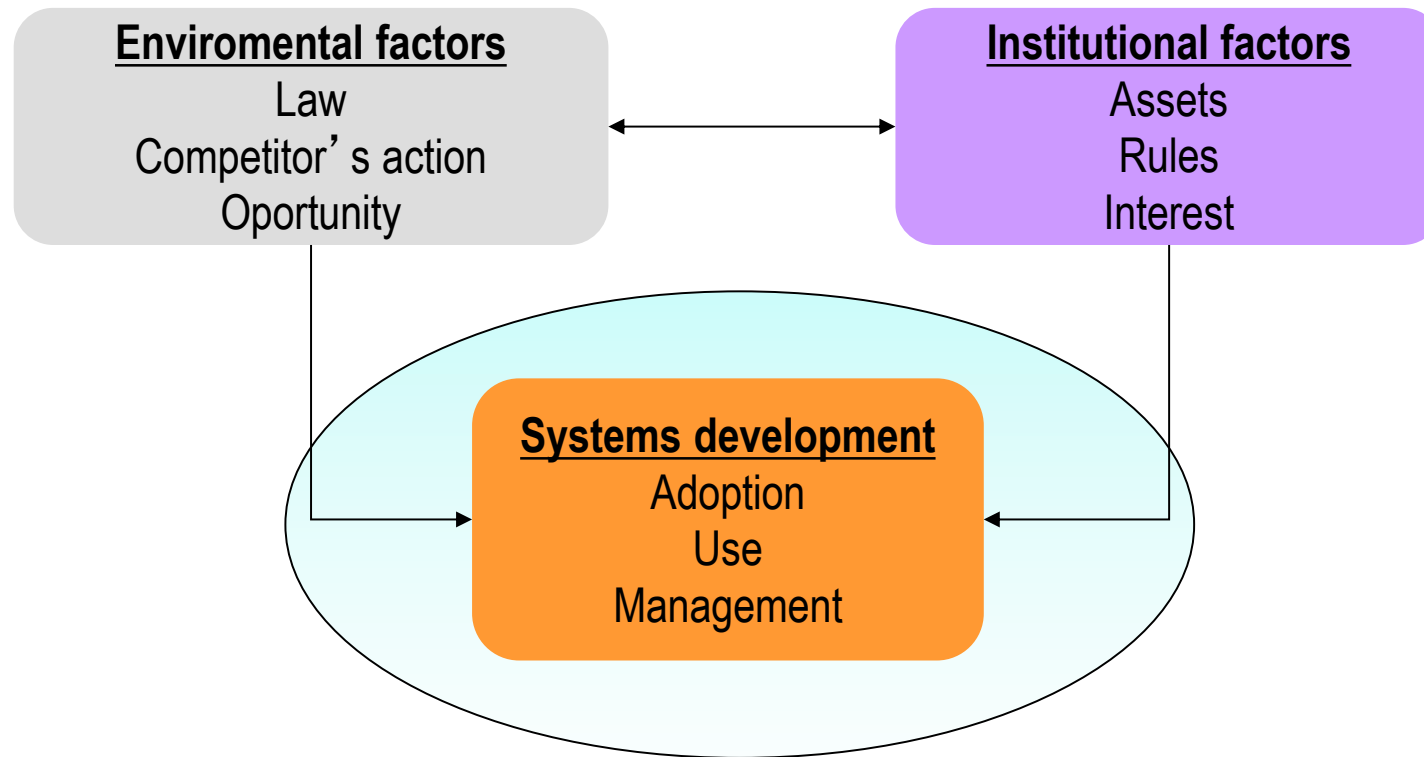 Enviromental factors
Law
Competitor’s action
Oportunity
Institutional factors
Assets
Rules
Interest
Systems development
Adoption
Use
Management